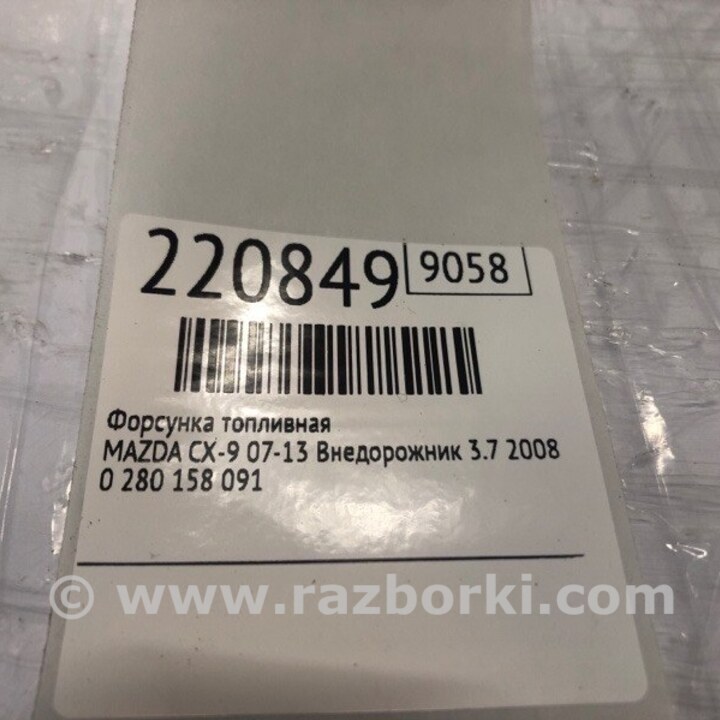 220849 9058
Форсунка топливная
MAZDA CX-9 07-13 Внедорожник 3.7 2008
0 280 158 091
© www.razborki.com